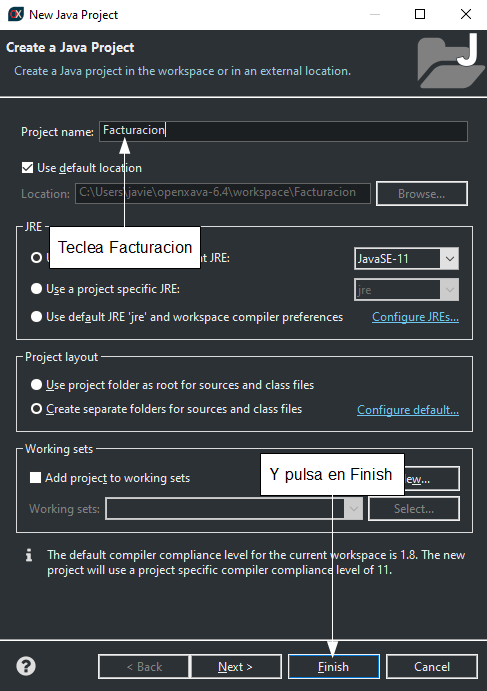 New Java Project
Create a Java Project
Create a Java project in the workspace or in an external location.
Project name: Facturacion
Use default location
Location: C:\Users\javie\openxava-6.4\workspace\Facturacion Browse...
Teclea Facturacion
JRE
JRE: JavaSE-11
Use a project specific JRE: jre
Use default JRE 'jre' and workspace compiler preferences Configure JREs...
Project layout
Use project folder as root for sources and class files
Create separate folders for sources and class files Configure default...
Working sets
Add project to working sets
Y pulsa en Finish
Working sets: Select...
The default compiler compliance level for the current workspace is 1.8. The new
project will use a project specific compiler compliance level of 11.
< Back Next > Finish Cancel